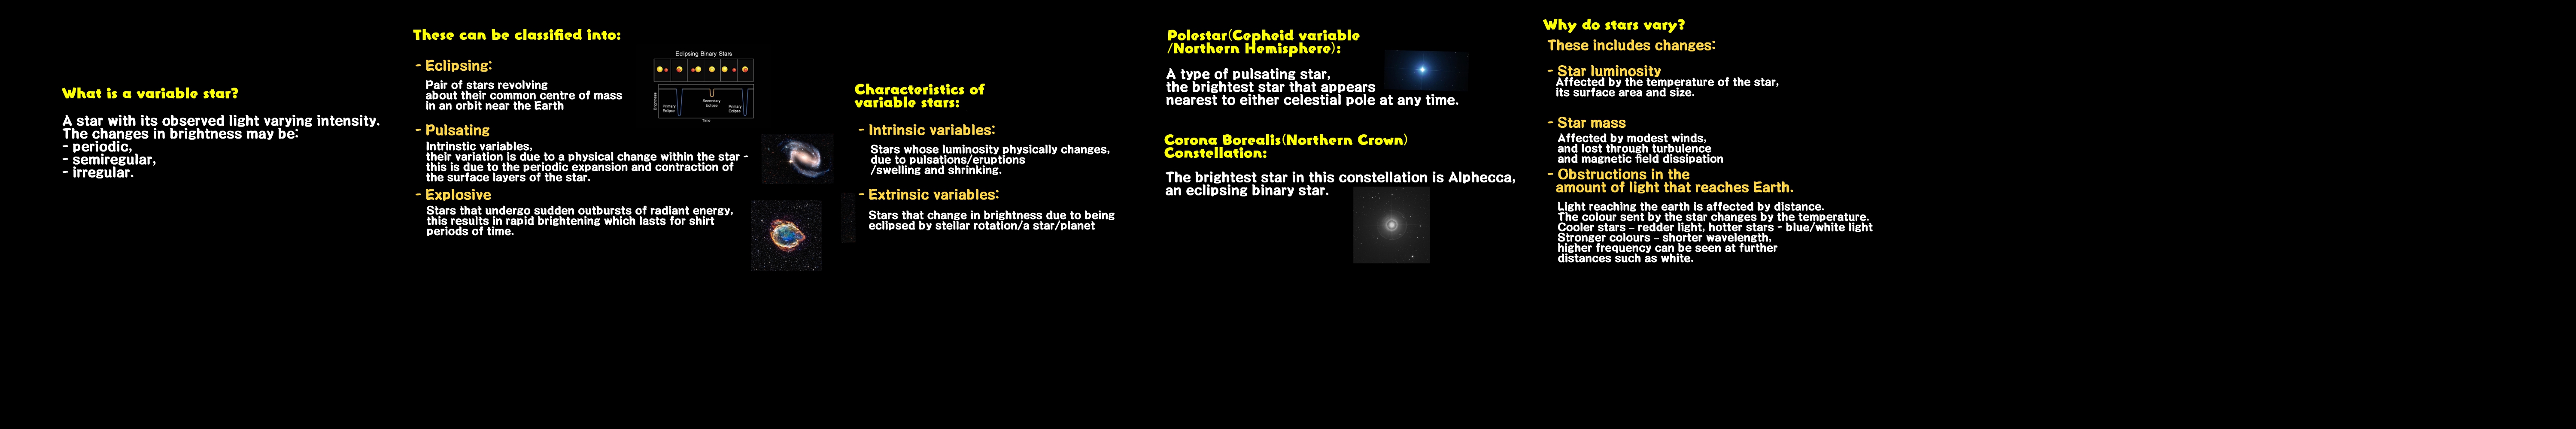 What is a variable star?
A star with its observed light varying intensity.
The changes in brightness may be:
- periodic,
- semiregular,
- irregular.
These can be classified into:
- Eclipsing:
Pair of stars revolving
about their common centre of mass
in an orbit near the Earth
Eclipsing Binary Stars
Brightness
Primary
Eclipse
Secondary
Eclipse
Primary
Eclipse
Time
- Pulsating
Intrinstic variables,
their variation is due to a physical change within the star -
this is due to the periodic expansion and contraction of
the surface layers of the star.
- Explosive
Stars that undergo sudden outbursts of radiant energy,
this results in rapid brightening which lasts for shirt
periods of time.
Characteristics of
variable stars:
- Intrinsic variables:
Stars whose luminosity physically changes,
due to pulsations/eruptions
/swelling and shrinking.
- Extrinsic variables:
Stars that change in brightness due to being
eclipsed by stellar rotation/a star/planet
Polestar(Cepheid variable
/Northern Hemisphere):
A type of pulsating star,
the brightest star that appears
nearest to either celestial pole at any time.
Corona Borealis(Northern Crown)
Constellation:
The brightest star in this constellation is Alphecca,
an eclipsing binary star.
Why do stars vary?
These includes changes:
- Star luminosity
Affected by the temperature of the star,
its surface area and size.
- Star mass
Affected by modest winds,
and lost through turbulence
and magnetic field dissipation
- Obstructions in the
amount of light that reaches Earth.
Light reaching the earth is affected by distance.
The colour sent by the star changes by the temperature.
Cooler stars – redder light, hotter stars - blue/white light
Stronger colours – shorter wavelength,
higher frequency can be seen at further
distances such as white.